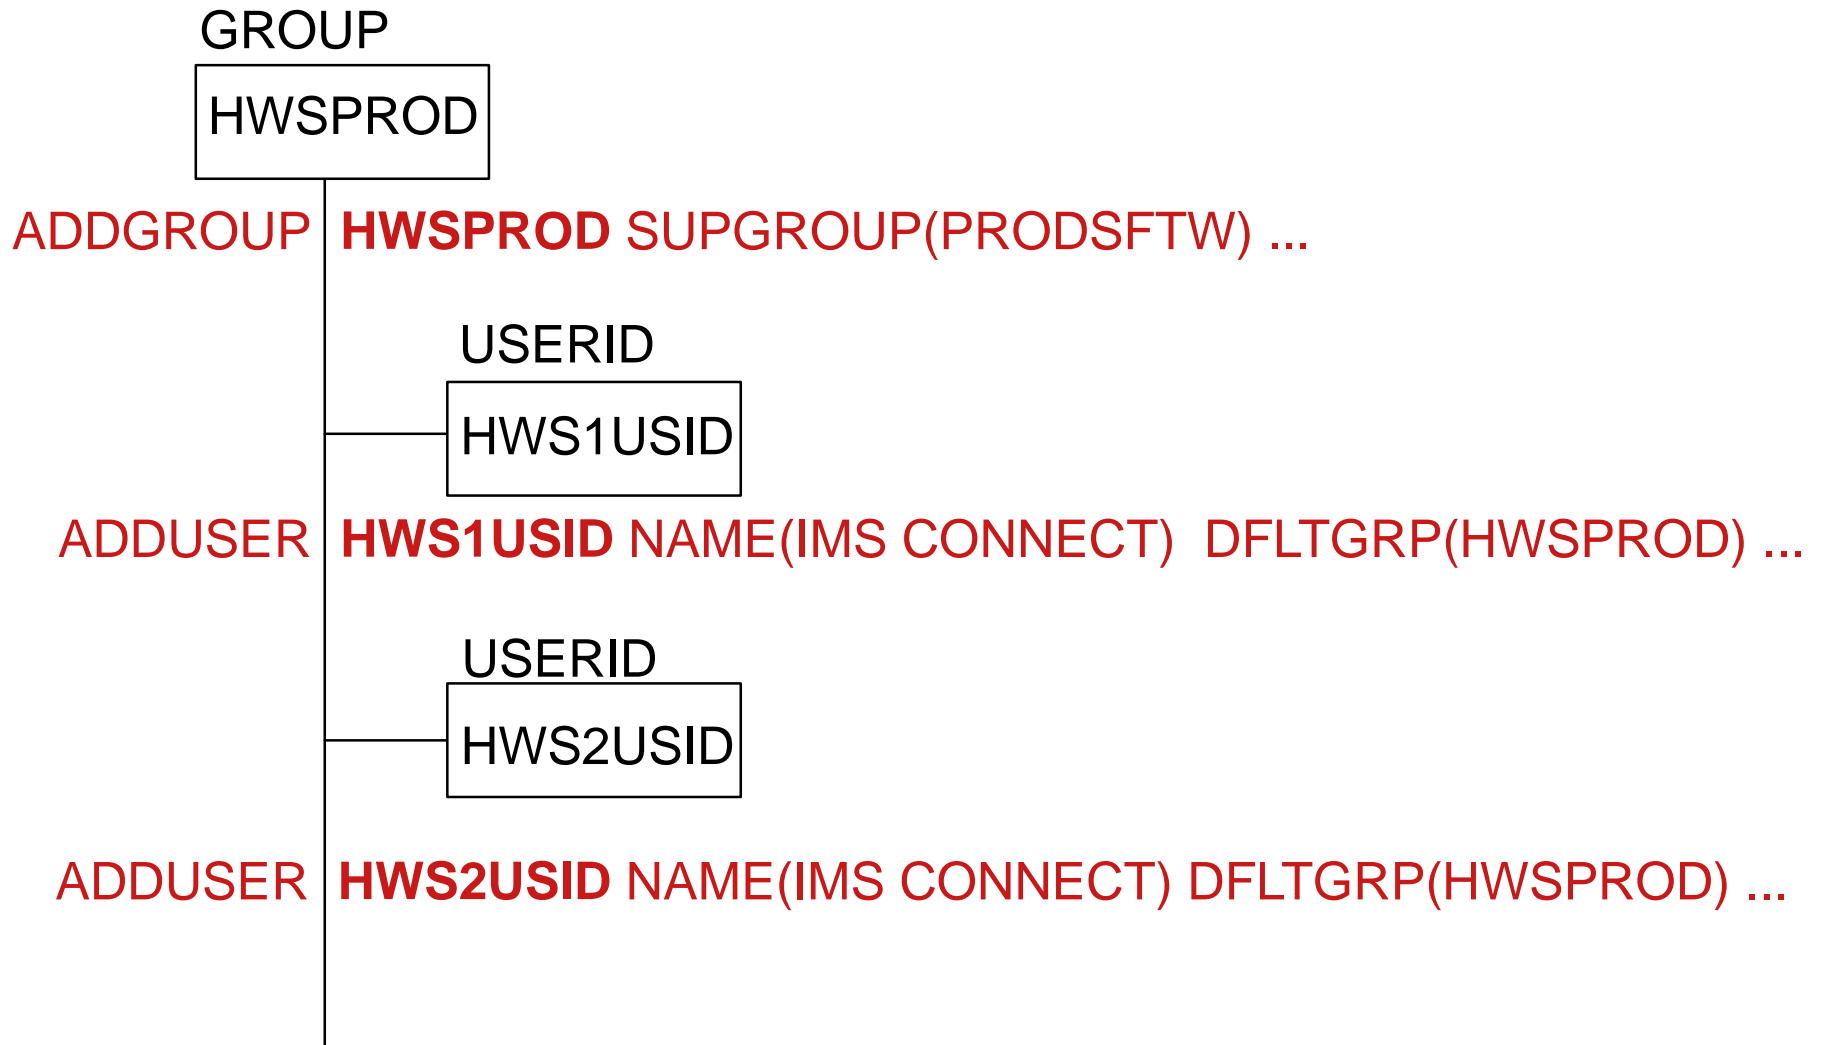 GROUP
HWSPROD
ADDGROUP HWSPROD SUPGROUP(PRODSFTW) ...
USERID
HWS1USID
ADDUSER HWS1USID NAME(IMS CONNECT) DFLTGRP(HWSPROD) ...
USERID
HWS2USID
ADDUSER HWS2USID NAME(IMS CONNECT) DFLTGRP(HWSPROD) ...